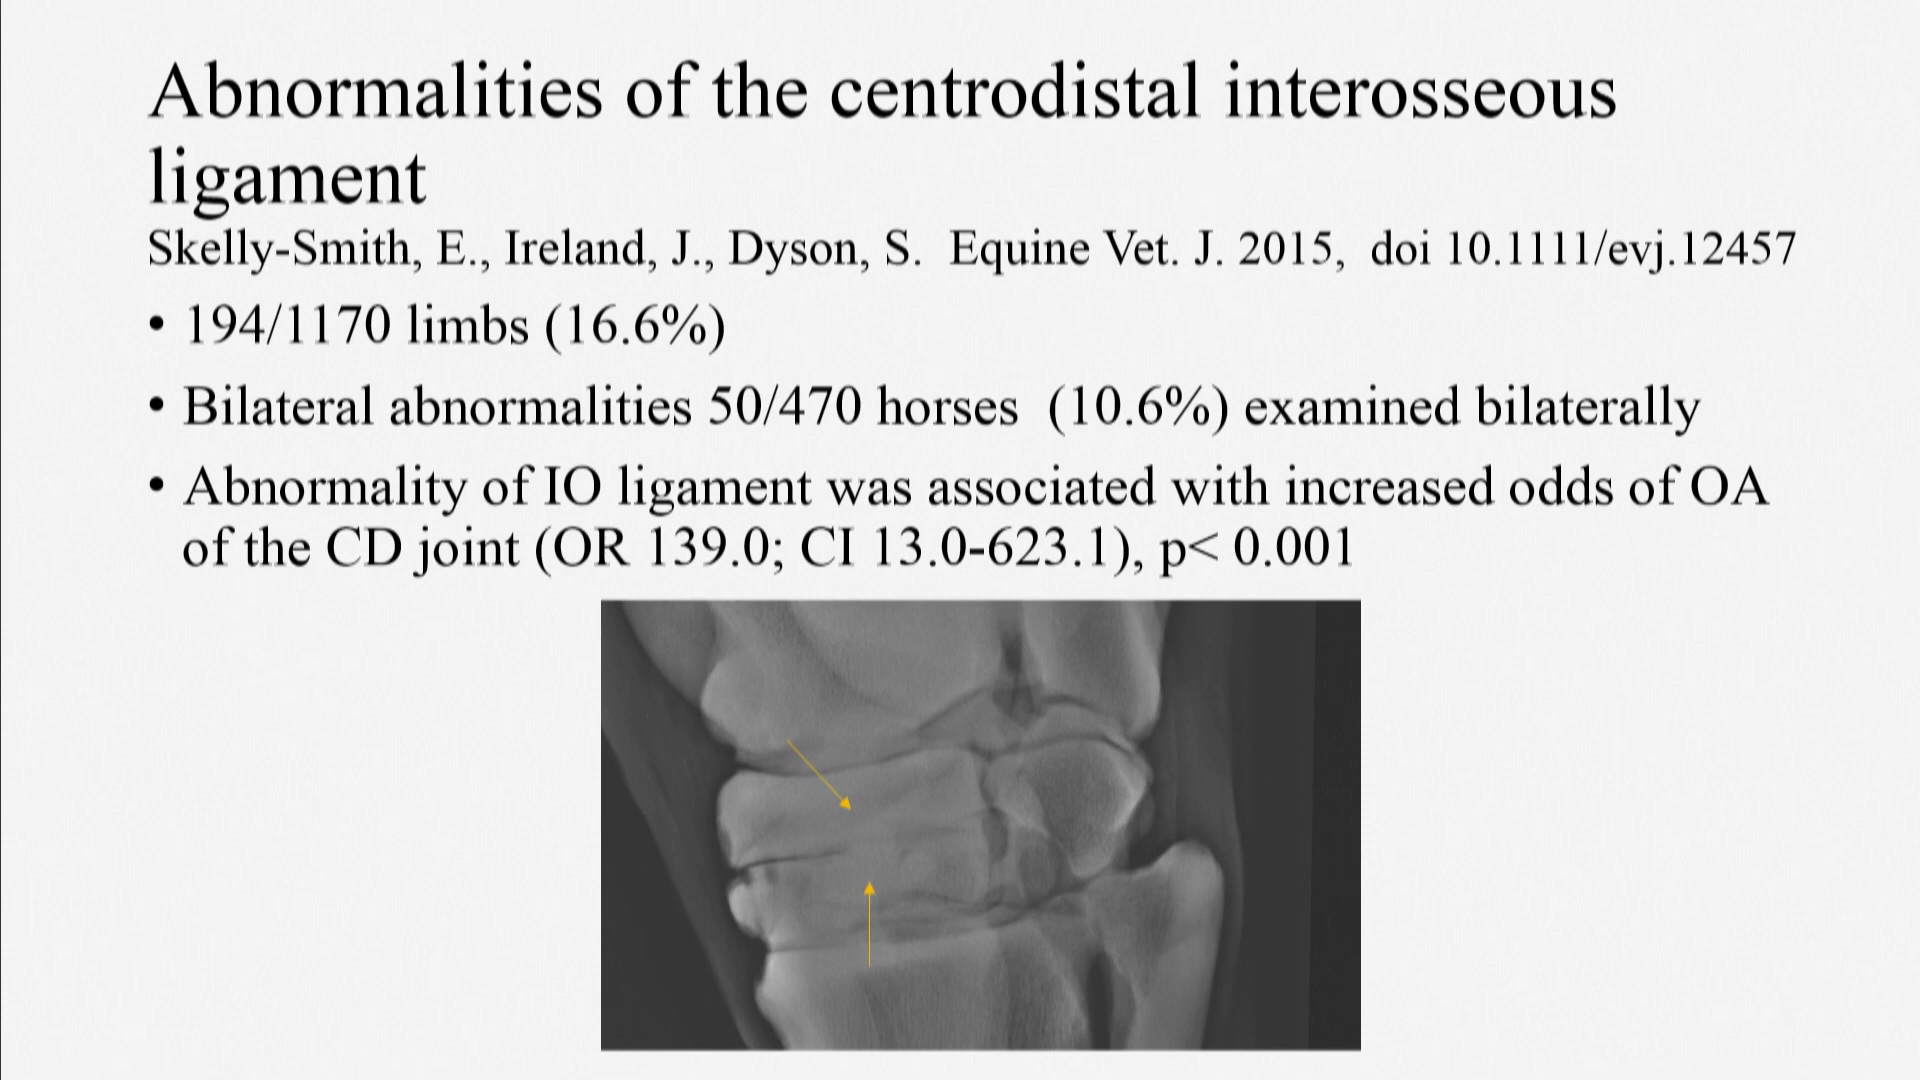 Abnormalities of the centrodistal interosseous
ligament
Skelly-Smith, E., Ireland, J., Dyson, S.  Equine Vet. J. 2015,  doi 10.1111/evj.12457
• 194/1170 limbs (16.6%)
• Bilateral abnormalities 50/470 horses  (10.6%) examined bilaterally
• Abnormality of IO ligament was associated with increased odds of OA
of the CD joint (OR 139.0; CI 13.0-623.1), p< 0.001